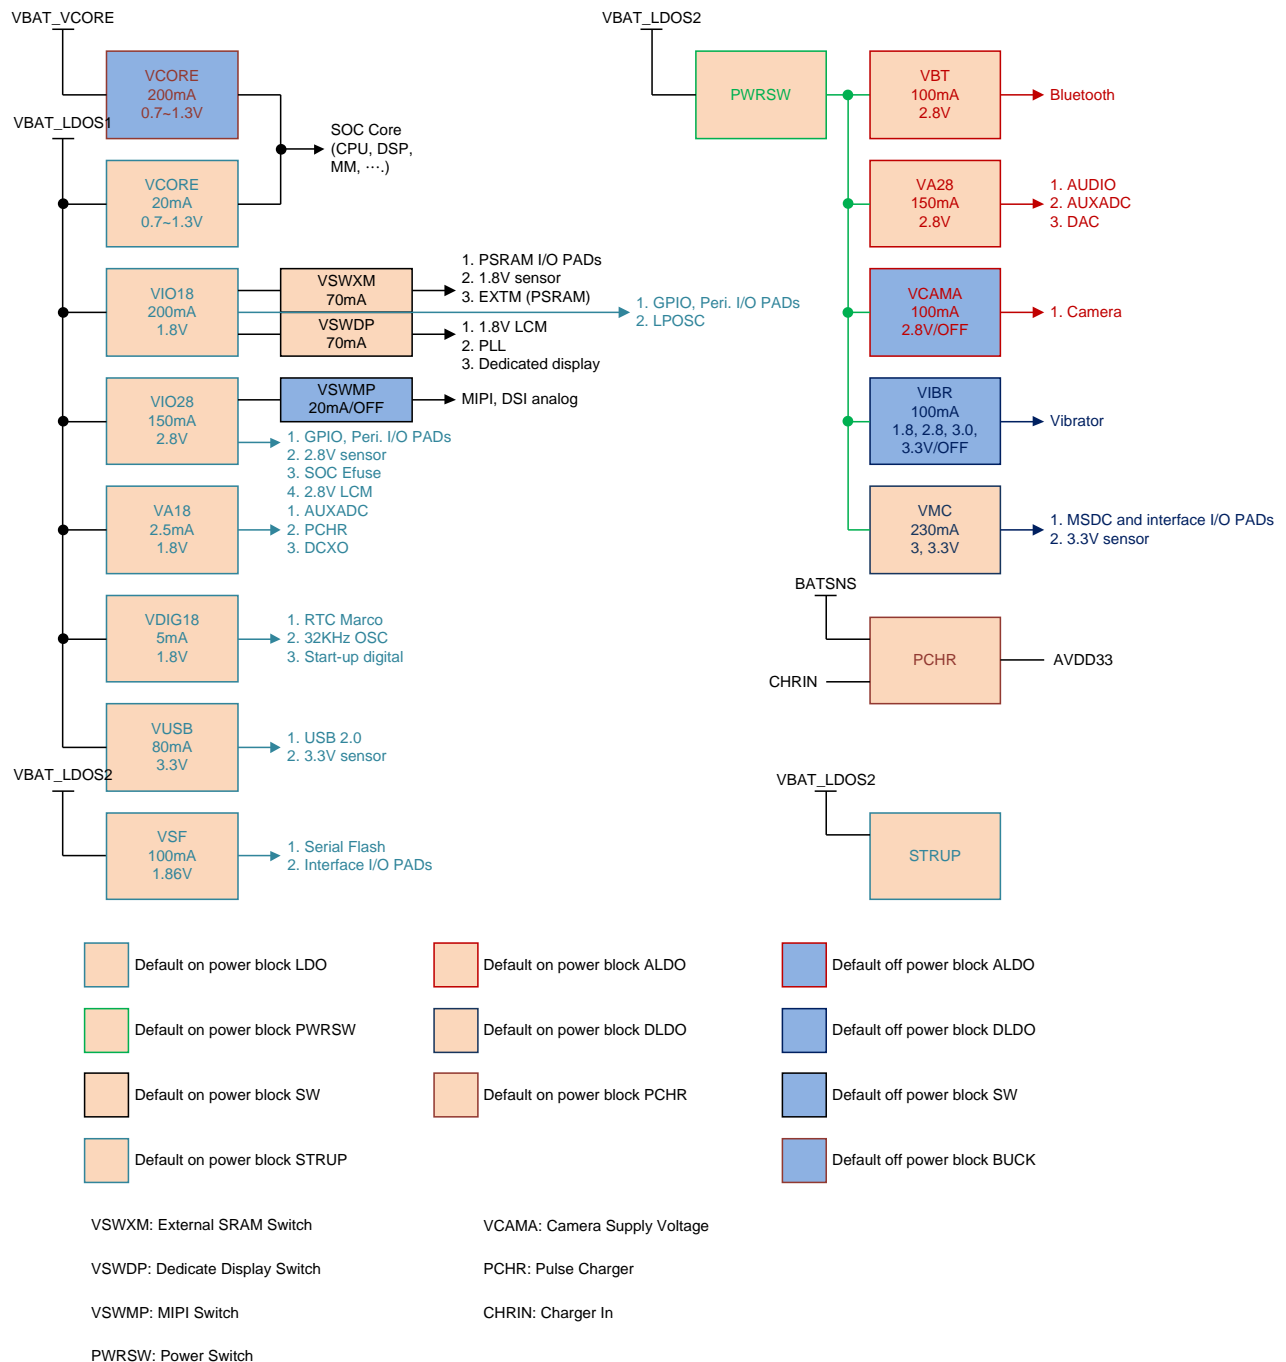 VBAT_VCORE
VCORE
200mA
0.7~1.3V
VBAT_LDOS1
SOC Core
(CPU, DSP,
MM, ….)
VCORE
20mA
0.7~1.3V
VIO18
200mA
1.8V
VSWXM
70mA
1. PSRAM I/O PADs
2. 1.8V sensor
3. EXTM (PSRAM)
1. GPIO, Peri. I/O PADs
2. LPOSC
VSWDP
70mA
1. 1.8V LCM
2. PLL
3. Dedicated display
VIO28
150mA
2.8V
VSWMP
20mA/OFF
MIPI, DSI analog
1. GPIO, Peri. I/O PADs
2. 2.8V sensor
3. SOC Efuse
4. 2.8V LCM
VA18
2.5mA
1.8V
1. AUXADC
2. PCHR
3. DCXO
VDIG18
5mA
1.8V
1. RTC Marco
2. 32KHz OSC
3. Start-up digital
VUSB
80mA
3.3V
1. USB 2.0
2. 3.3V sensor
VBAT_LDOS2
VSF
100mA
1.86V
1. Serial Flash
2. Interface I/O PADs
VBAT_LDOS2
PWRSW
VBT
100mA
2.8V
Bluetooth
VA28
150mA
2.8V
1. AUDIO
2. AUXADC
3. DAC
VCAMA
100mA
2.8V/OFF
1. Camera
VIBR
100mA
1.8, 2.8, 3.0,
3.3V/OFF
Vibrator
VMC
230mA
3, 3.3V
1. MSDC and interface I/O PADs
2. 3.3V sensor
BATSNS
PCHR
AVDD33
CHRIN
VBAT_LDOS2
STRUP
Default on power block LDO
Default on power block ALDO
Default off power block ALDO
Default on power block PWRSW
Default on power block DLDO
Default off power block DLDO
Default on power block SW
Default on power block PCHR
Default off power block SW
Default on power block STRUP
Default off power block BUCK
VSWXM: External SRAM Switch
VCAMA: Camera Supply Voltage
VSWDP: Dedicate Display Switch
PCHR: Pulse Charger
VSWMP: MIPI Switch
CHRIN: Charger In
PWRSW: Power Switch